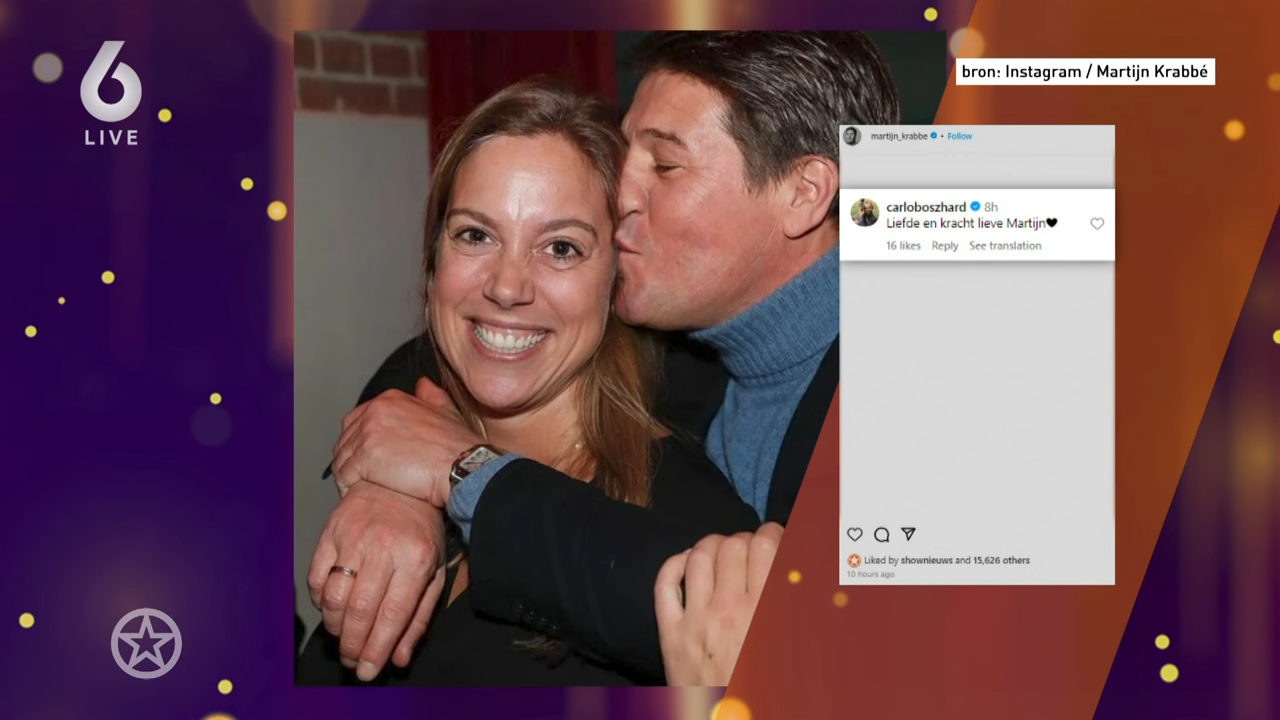 6
LIVE
bron: Instagram / Martijn Krabbé
martijn_krabbe • Follow
carloboszhard 8h
Liefde en kracht lieve Martijn🖤
16 likes Reply See translation
Liked by shownieuws and 15,626 others
10 hours ago